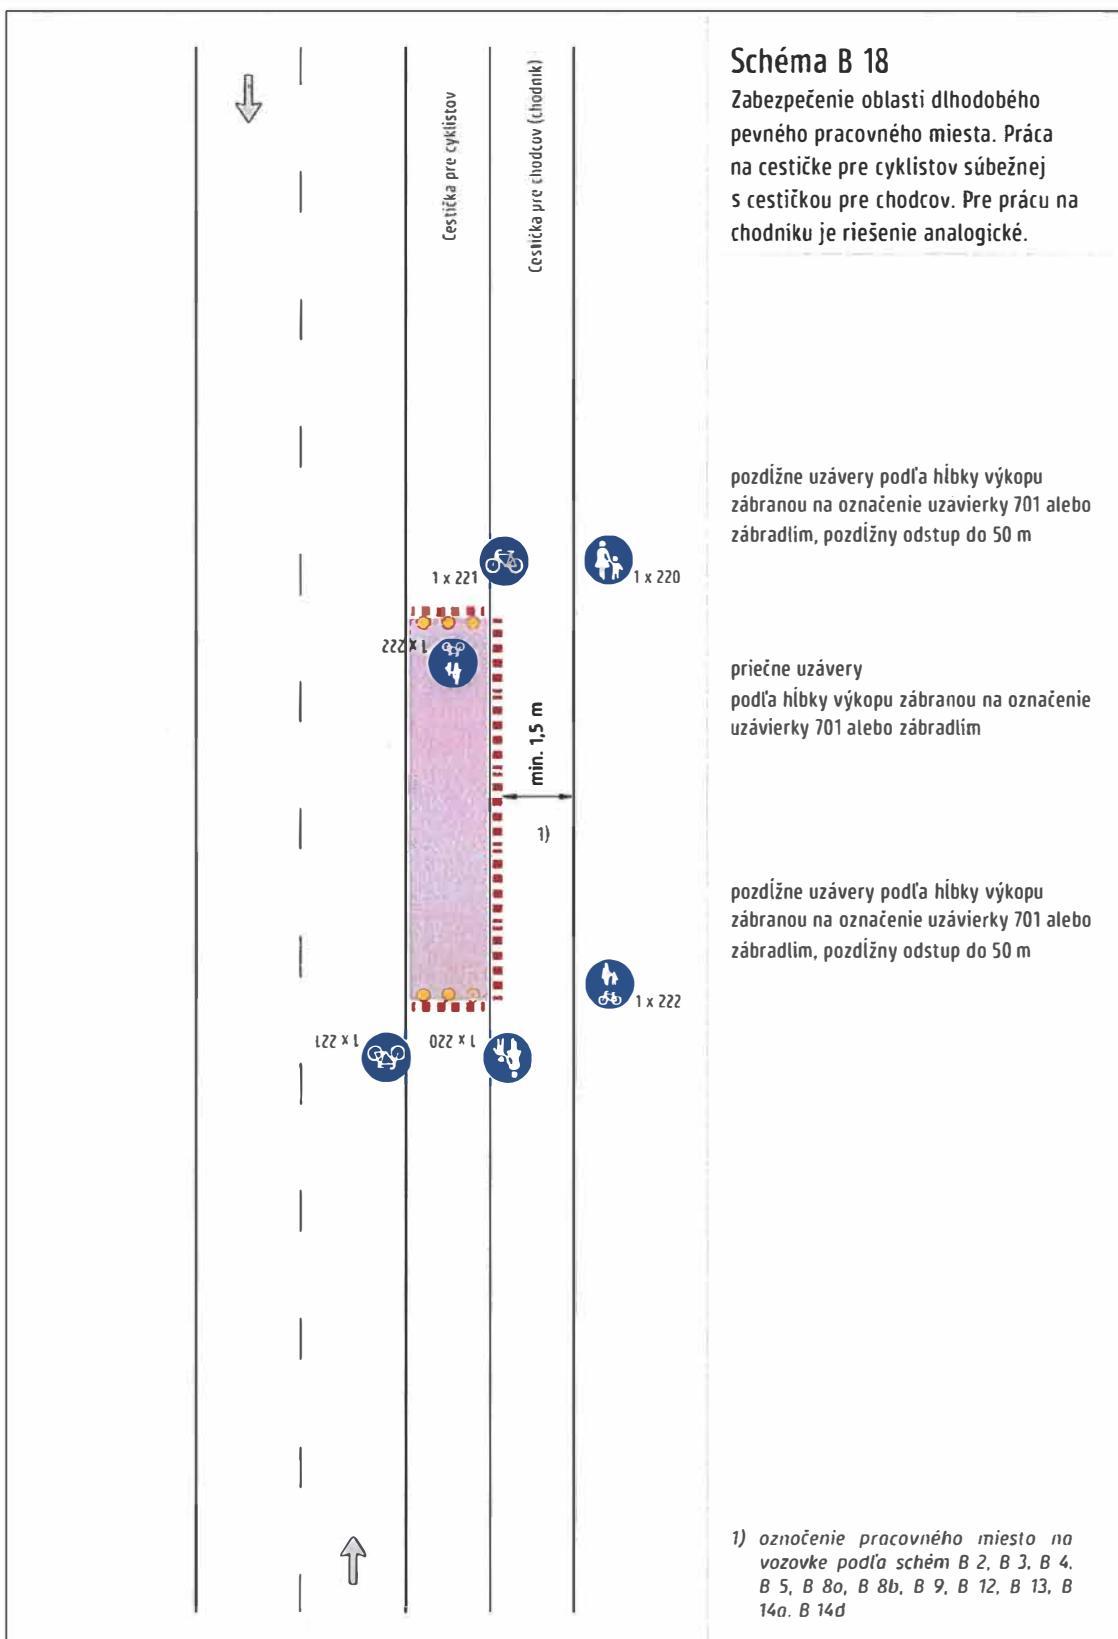 Schéma B 18
Zabezpečenie oblasti dlhodobého
pevného pracovného miesta. Práca
na cestičke pre cyklistov súbežnej
s cestičkou pre chodcov. Pre prácu na
chodníku je riešenie analogické.
Cestička pre cyklistov
Cestička pre chodcov (chodník)
pozdĺžne uzávery podľa hĺbky výkopu
zábranou na označenie uzávierky 701 alebo
zábradlím, pozdĺžny odstup do 50 m
1 x 221
1 x 220
1 x 222
priečne uzávery
podľa hĺbky výkopu zábranou na označenie
uzávierky 701 alebo zábradlím
min. 1,5 m
1)
pozdĺžne uzávery podľa hĺbky výkopu
zábranou na označenie uzávierky 701 alebo
zábradlím, pozdĺžny odstup do 50 m
1 x 222
1 x 221
1 x 220
1) označenie pracovného miesto na
vozovke podľa schém B 2, B 3, B 4,
B 5, B 8o, B 8b, B 9, B 12, B 13, B
14a. B 14d